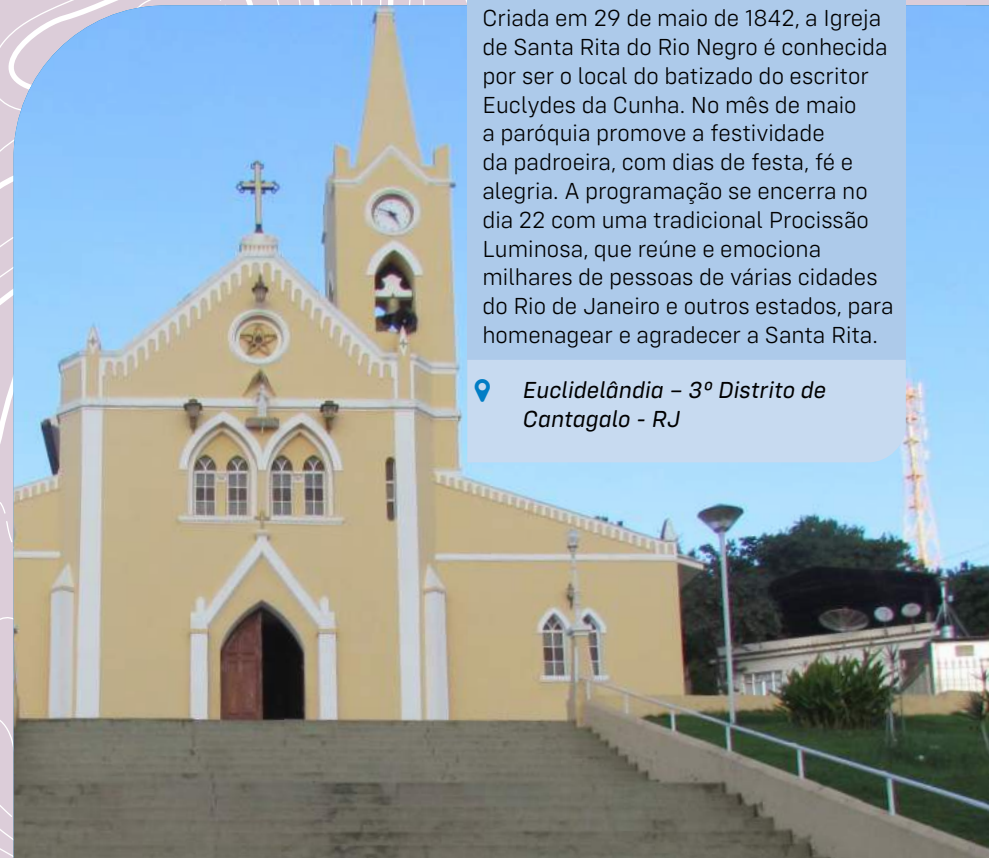 Criada em 29 de maio de 1842, a Igreja
de Santa Rita do Rio Negro é conhecida
por ser o local do batizado do escritor
Euclydes da Cunha. No mês de maio
a paróquia promove a festividade
da padroeira, com dias de festa, fé e
alegria. A programação se encerra no
dia 22 com uma tradicional Procissão
Luminosa, que reúne e emociona
milhares de pessoas de várias cidades
do Rio de Janeiro e outros estados, para
homenagear e agradecer a Santa Rita.
Euclidelândia – 3º Distrito de
Cantagalo - RJ